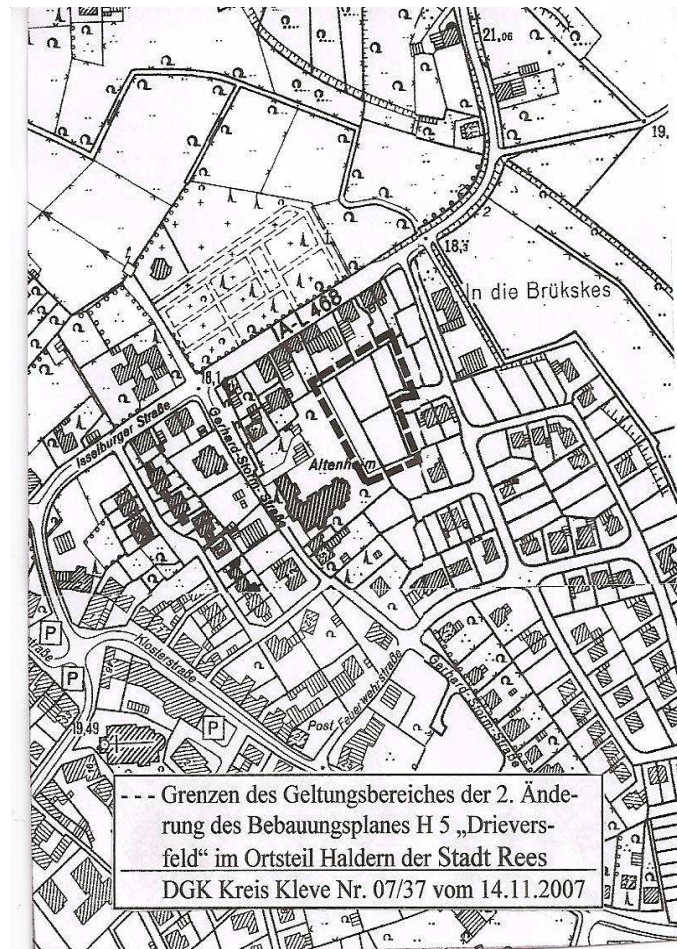 21,06
19,
18,3
In die Brükskes
IA-L 468
18,1
Isselburger Straße
Gerhard-Storm-Straße
Altenheim
P
Klosterstraße
straße
P
P
Post
Feuerwehrstraße
Gerhard-Storm-Straße
19,49
--- Grenzen des Geltungsbereiches der 2. Ände-
rung des Bebauungsplanes H 5 „Drievers-
feld“ im Ortsteil Haldern der Stadt Rees
DGK Kreis Kleve Nr. 07/37 vom 14.11.2007